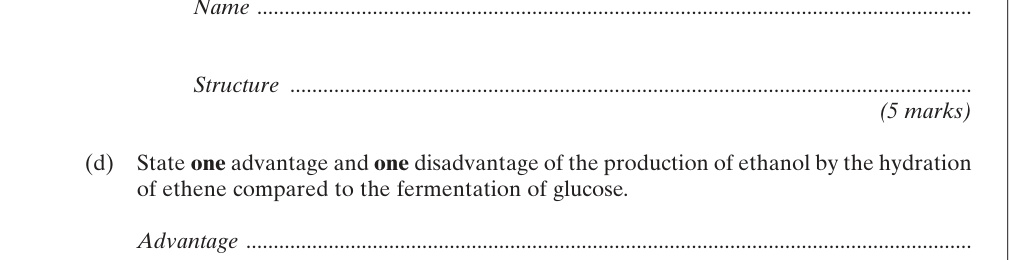 Name ..........................................................................................................................
Structure .....................................................................................................................
(5 marks)
(d) State one advantage and one disadvantage of the production of ethanol by the hydration
of ethene compared to the fermentation of glucose.
Advantage ...................................................................................................................................